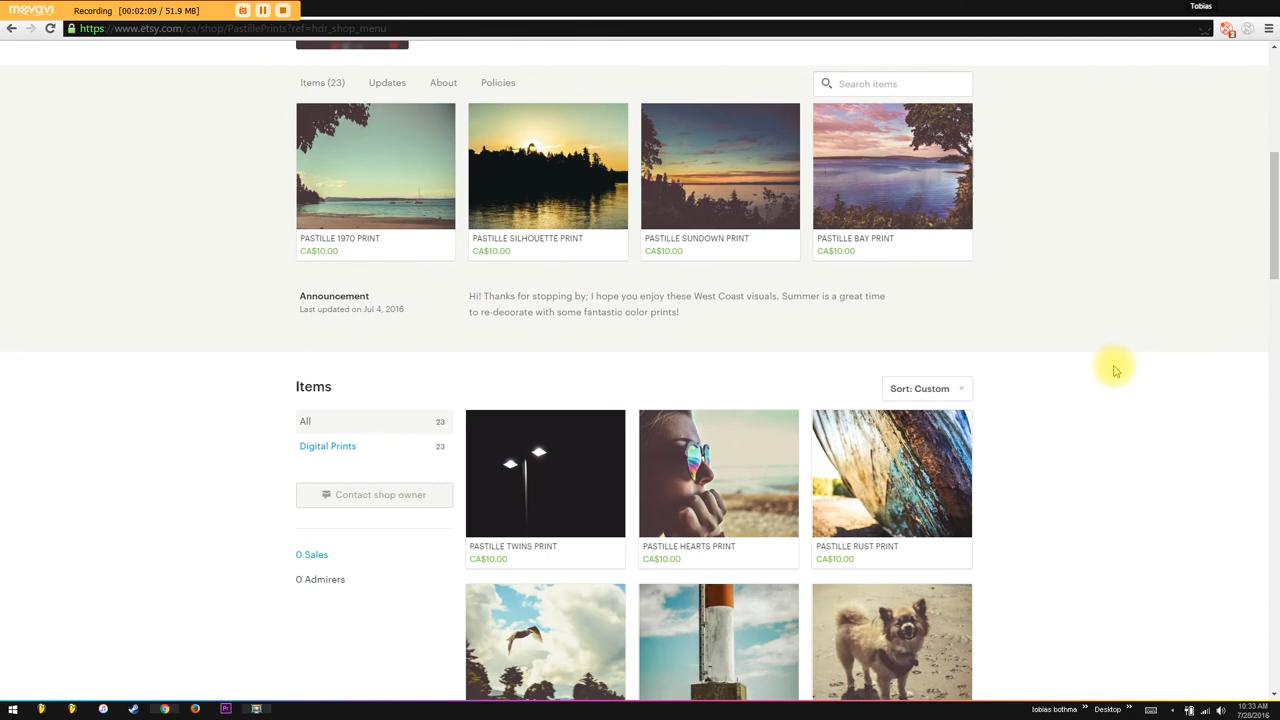 movavi Recording [00:02:09 / 51.9 MB]
Tobias
https://www.etsy.com/ca/shop/PastillePrints?ref=hdr_shop_menu
2
Items (23) Updates About Policies
Search items
PASTILLE 1970 PRINT
CA$10.00
PASTILLE SILHOUETTE PRINT
CA$10.00
PASTILLE SUNDOWN PRINT
CA$10.00
PASTILLE BAY PRINT
CA$10.00
Announcement
Last updated on Jul 4, 2016
Hi! Thanks for stopping by; I hope you enjoy these West Coast visuals. Summer is a great time
to re-decorate with some fantastic color prints!
Items
Sort: Custom
All 23
Digital Prints 23
Contact shop owner
0 Sales
0 Admirers
PASTILLE TWINS PRINT
CA$10.00
PASTILLE HEARTS PRINT
CA$10.00
PASTILLE RUST PRINT
CA$10.00
Pr
tobias bothma » Desktop »
10:33 AM
7/28/2016